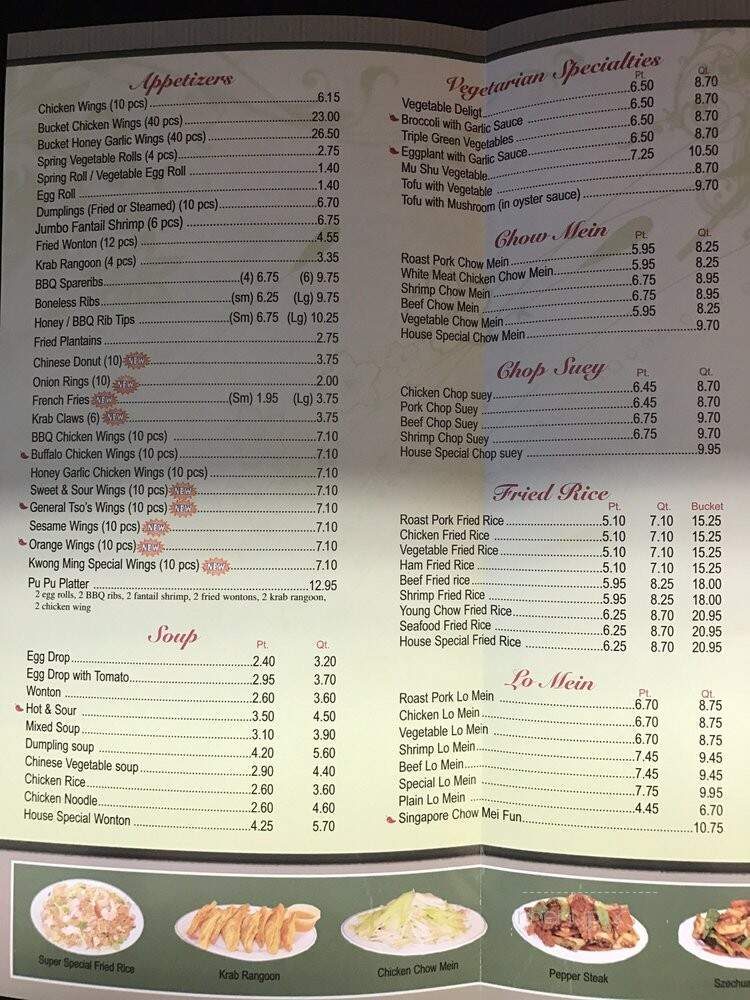 Appetizers
Chicken Wings (10 pcs) 6.15
Bucket Chicken Wings (40 pcs) 23.00
Bucket Honey Garlic Wings (40 pcs) 26.50
Spring Vegetable Rolls (4 pcs) 2.75
Spring Roll / Vegetable Egg Roll 1.40
Egg Roll 1.40
Dumplings (Fried or Steamed) (10 pcs) 6.70
Jumbo Fantail Shrimp (6 pcs) 6.75
Fried Wonton (12 pcs) 4.55
Krab Rangoon (4 pcs) 3.35
BBQ Spareribs (4) 6.75 (6) 9.75
Boneless Ribs (sm) 6.25 (Lg) 9.75
Honey / BBQ Rib Tips (Sm) 6.75 (Lg) 10.25
Fried Plantains 2.75
Chinese Donut (10) NEW 3.75
Onion Rings (10) NEW 2.00
French Fries NEW (Sm) 1.95 (Lg) 3.75
Krab Claws (6) NEW 3.75
BBQ Chicken Wings (10 pcs) 7.10
Buffalo Chicken Wings (10 pcs) 7.10
Honey Garlic Chicken Wings (10 pcs) 7.10
Sweet & Sour Wings (10 pcs) NEW 7.10
General Tso's Wings (10 pcs) NEW 7.10
Sesame Wings (10 pcs) NEW 7.10
Orange Wings (10 pcs) NEW 7.10
Kwong Ming Special Wings (10 pcs) NEW 7.10
Pu Pu Platter 12.95
2 egg rolls, 2 BBQ ribs, 2 fantail shrimp, 2 fried wontons, 2 krab rangoon,
2 chicken wing
Soup
Pt. Qt.
Egg Drop 2.40 3.20
Egg Drop with Tomato 2.95 3.70
Wonton 2.60 3.60
Hot & Sour 3.50 4.50
Mixed Soup 3.10 3.90
Dumpling soup 4.20 5.60
Chinese Vegetable soup 2.90 4.40
Chicken Rice 2.60 3.60
Chicken Noodle 2.60 4.60
House Special Wonton 4.25 5.70
Vegetarian Specialties
Pt. Qt.
Vegetable Deligt 6.50 8.70
Broccoli with Garlic Sauce 6.50 8.70
Triple Green Vegetables 6.50 8.70
Eggplant with Garlic Sauce 6.50 8.70
Mu Shu Vegetable 7.25 10.50
Tofu with Vegetable 8.70
Tofu with Mushroom (in oyster sauce) 9.70
Chow Mein
Pt. Qt.
Roast Pork Chow Mein 5.95 8.25
White Meat Chicken Chow Mein 5.95 8.25
Shrimp Chow Mein 6.75 8.95
Beef Chow Mein 6.75 8.95
Vegetable Chow Mein 5.95 8.25
House Special Chow Mein 9.70
Chop Suey
Pt. Qt.
Chicken Chop suey 6.45 8.70
Pork Chop Suey 6.45 8.70
Beef Chop Suey 6.75 9.70
Shrimp Chop Suey 6.75 9.70
House Special Chop suey 9.95
Fried Rice
Pt. Qt. Bucket
Roast Pork Fried Rice 5.10 7.10 15.25
Chicken Fried Rice 5.10 7.10 15.25
Vegetable Fried Rice 5.10 7.10 15.25
Ham Fried Rice 5.10 7.10 15.25
Beef Fried rice 5.95 8.25 18.00
Shrimp Fried Rice 5.95 8.25 18.00
Young Chow Fried Rice 6.25 8.70 20.95
Seafood Fried Rice 6.25 8.70 20.95
House Special Fried Rice 6.25 8.70 20.95
Lo Mein
Pt. Qt.
Roast Pork Lo Mein 6.70 8.75
Chicken Lo Mein 6.70 8.75
Vegetable Lo Mein 6.70 8.75
Shrimp Lo Mein 7.45 9.45
Beef Lo Mein 7.45 9.45
Special Lo Mein 7.75 9.95
Plain Lo Mein 4.45 6.70
Singapore Chow Mei Fun 10.75
Super Special Fried Rice
Krab Rangoon
Chicken Chow Mein
Pepper Steak